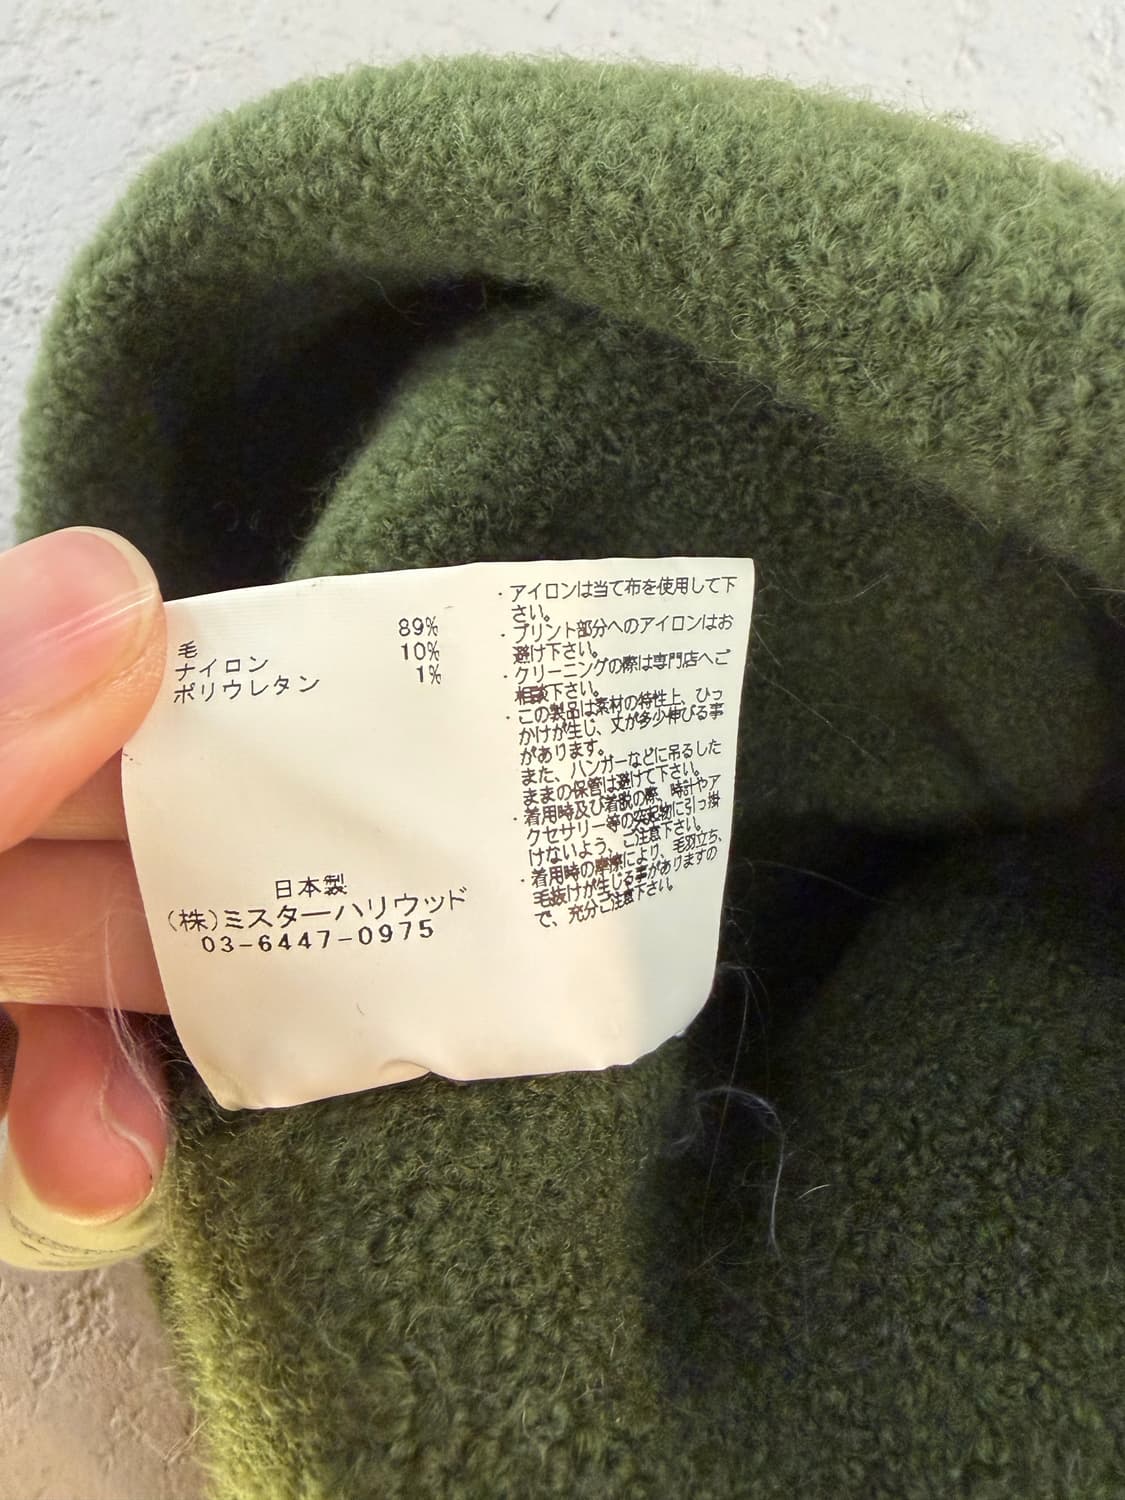 毛 89%
ナイロン 10%
ポリウレタン 1%
日本製
(株)ミスターハリウッド
03-6447-0975
・アイロンは当て布を使用して下
さい。
・プリント部分へのアイロンはお
避け下さい。
・クリーニングの際は専門店へご
相談下さい。
・この製品は素材の特性上、ひっ
かけが生じ、丈が多少伸びる事
があります。
また、ハンガーなどに吊るした
ままの保管は避けて下さい。
・着用時及び着脱の際、時計やア
クセサリー等の突起物に引っ掛
けないよう、ご注意下さい。
・着用時の摩擦により、毛羽立ち、
毛抜けが生じる事がありますの
で、充分ご注意下さい。